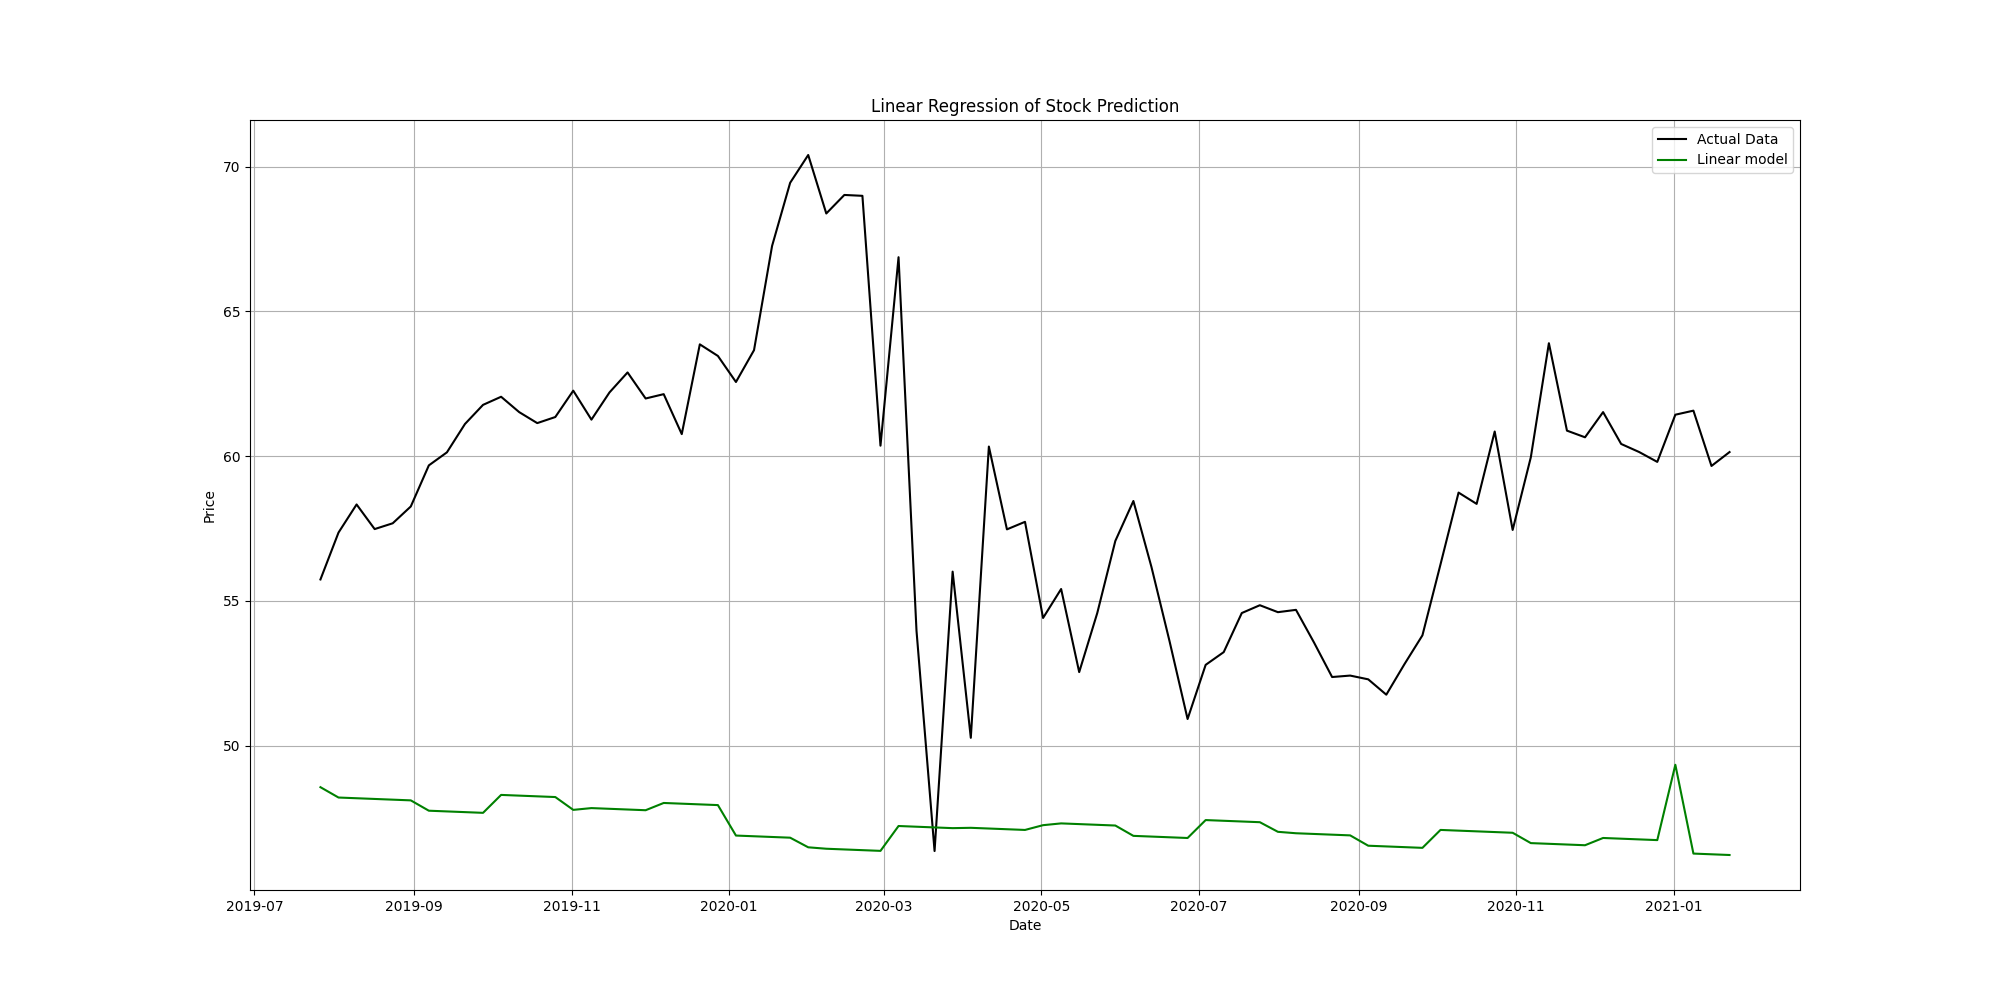 Linear Regression of Stock Prediction
Actual Data
Linear model
70
65
60
55
50
Price
2019-07 2019-09 2019-11 2020-01 2020-03 2020-05 2020-07 2020-09 2020-11 2021-01
Date